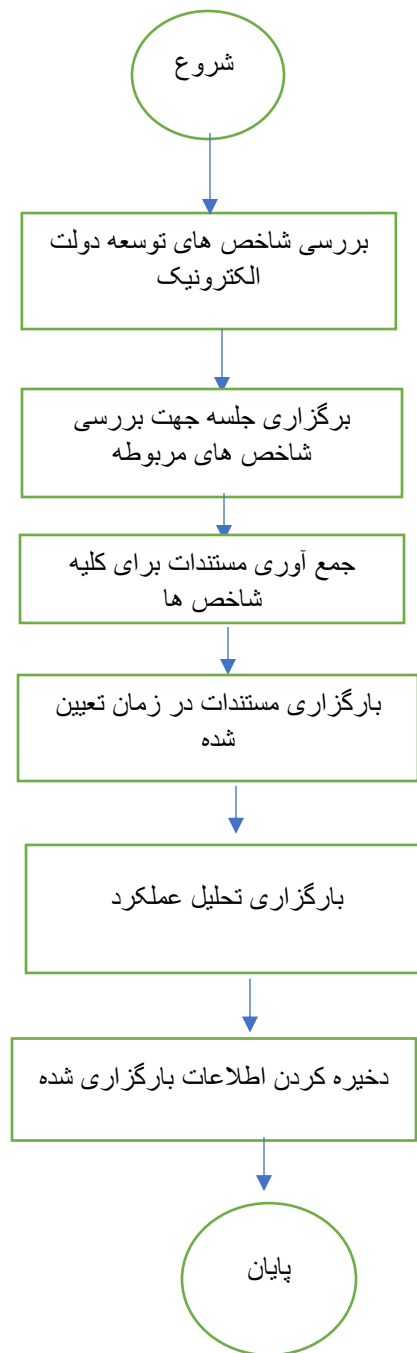 شروع
بررسی شاخص های توسعه دولت
الکترونیک
برگزاری جلسه جهت بررسی
شاخص های مربوطه
جمع آوری مستندات برای کلیه
شاخص ها
بارگزاری مستندات در زمان تعیین
شده
بارگزاری تحلیل عملکرد
دخیره کردن اطلاعات بارگزاری شده
پایان